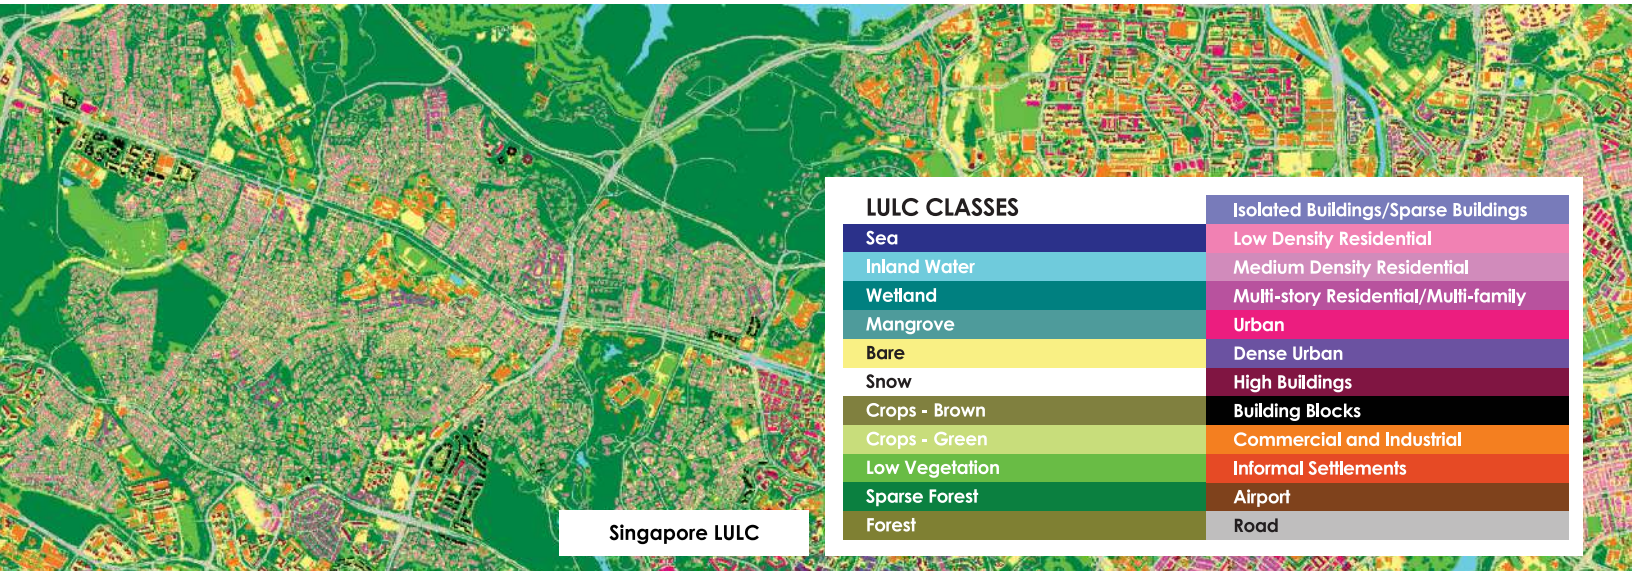 LULC CLASSES
Sea
Inland Water
Wetland
Mangrove
Bare
Snow
Crops - Brown
Crops - Green
Low Vegetation
Sparse Forest
Forest
Isolated Buildings/Sparse Buildings
Low Density Residential
Medium Density Residential
Multi-story Residential/Multi-family
Urban
Dense Urban
High Buildings
Building Blocks
Commercial and Industrial
Informal Settlements
Airport
Road
Singapore LULC